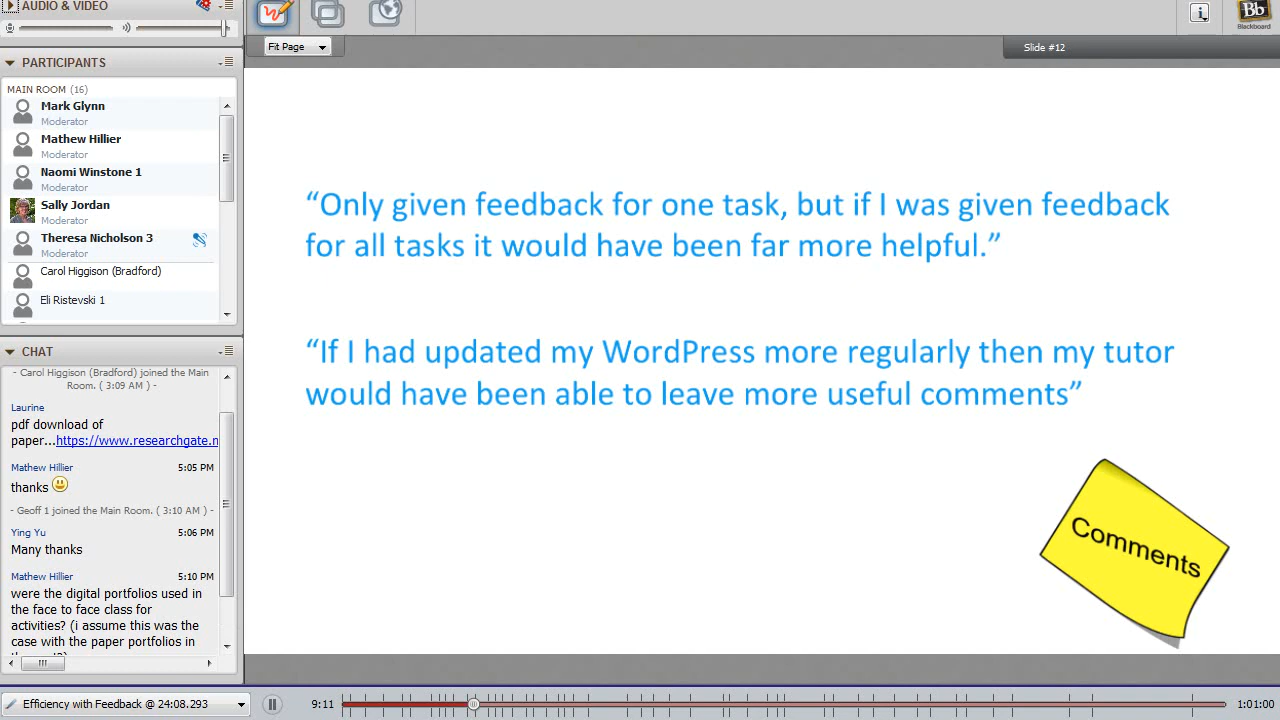 AUDIO & VIDEO
PARTICIPANTS
MAIN ROOM (16)
Mark Glynn
Moderator
Mathew Hillier
Moderator
Naomi Winstone 1
Moderator
Sally Jordan
Moderator
Theresa Nicholson 3
Moderator
Carol Higgison (Bradford)
Eli Ristevski 1
CHAT
- Carol Higgison (Bradford) joined the Main
Room. ( 3:09 AM ) -
Laurine
pdf download of
paper...https://www.researchgate.n
Mathew Hillier 5:05 PM
thanks
- Geoff 1 joined the Main Room. ( 3:10 AM ) -
Ying Yu 5:06 PM
Many thanks
Mathew Hillier 5:10 PM
were the digital portfolios used in
the face to face class for
activities? (i assume this was the
case with the paper portfolios in
Fit Page
Slide #12
Bb
Blackboard
“Only given feedback for one task, but if I was given feedback
for all tasks it would have been far more helpful.”
“If I had updated my WordPress more regularly then my tutor
would have been able to leave more useful comments”
Comments
Efficiency with Feedback @ 24:08.293
9:11
1:01:00